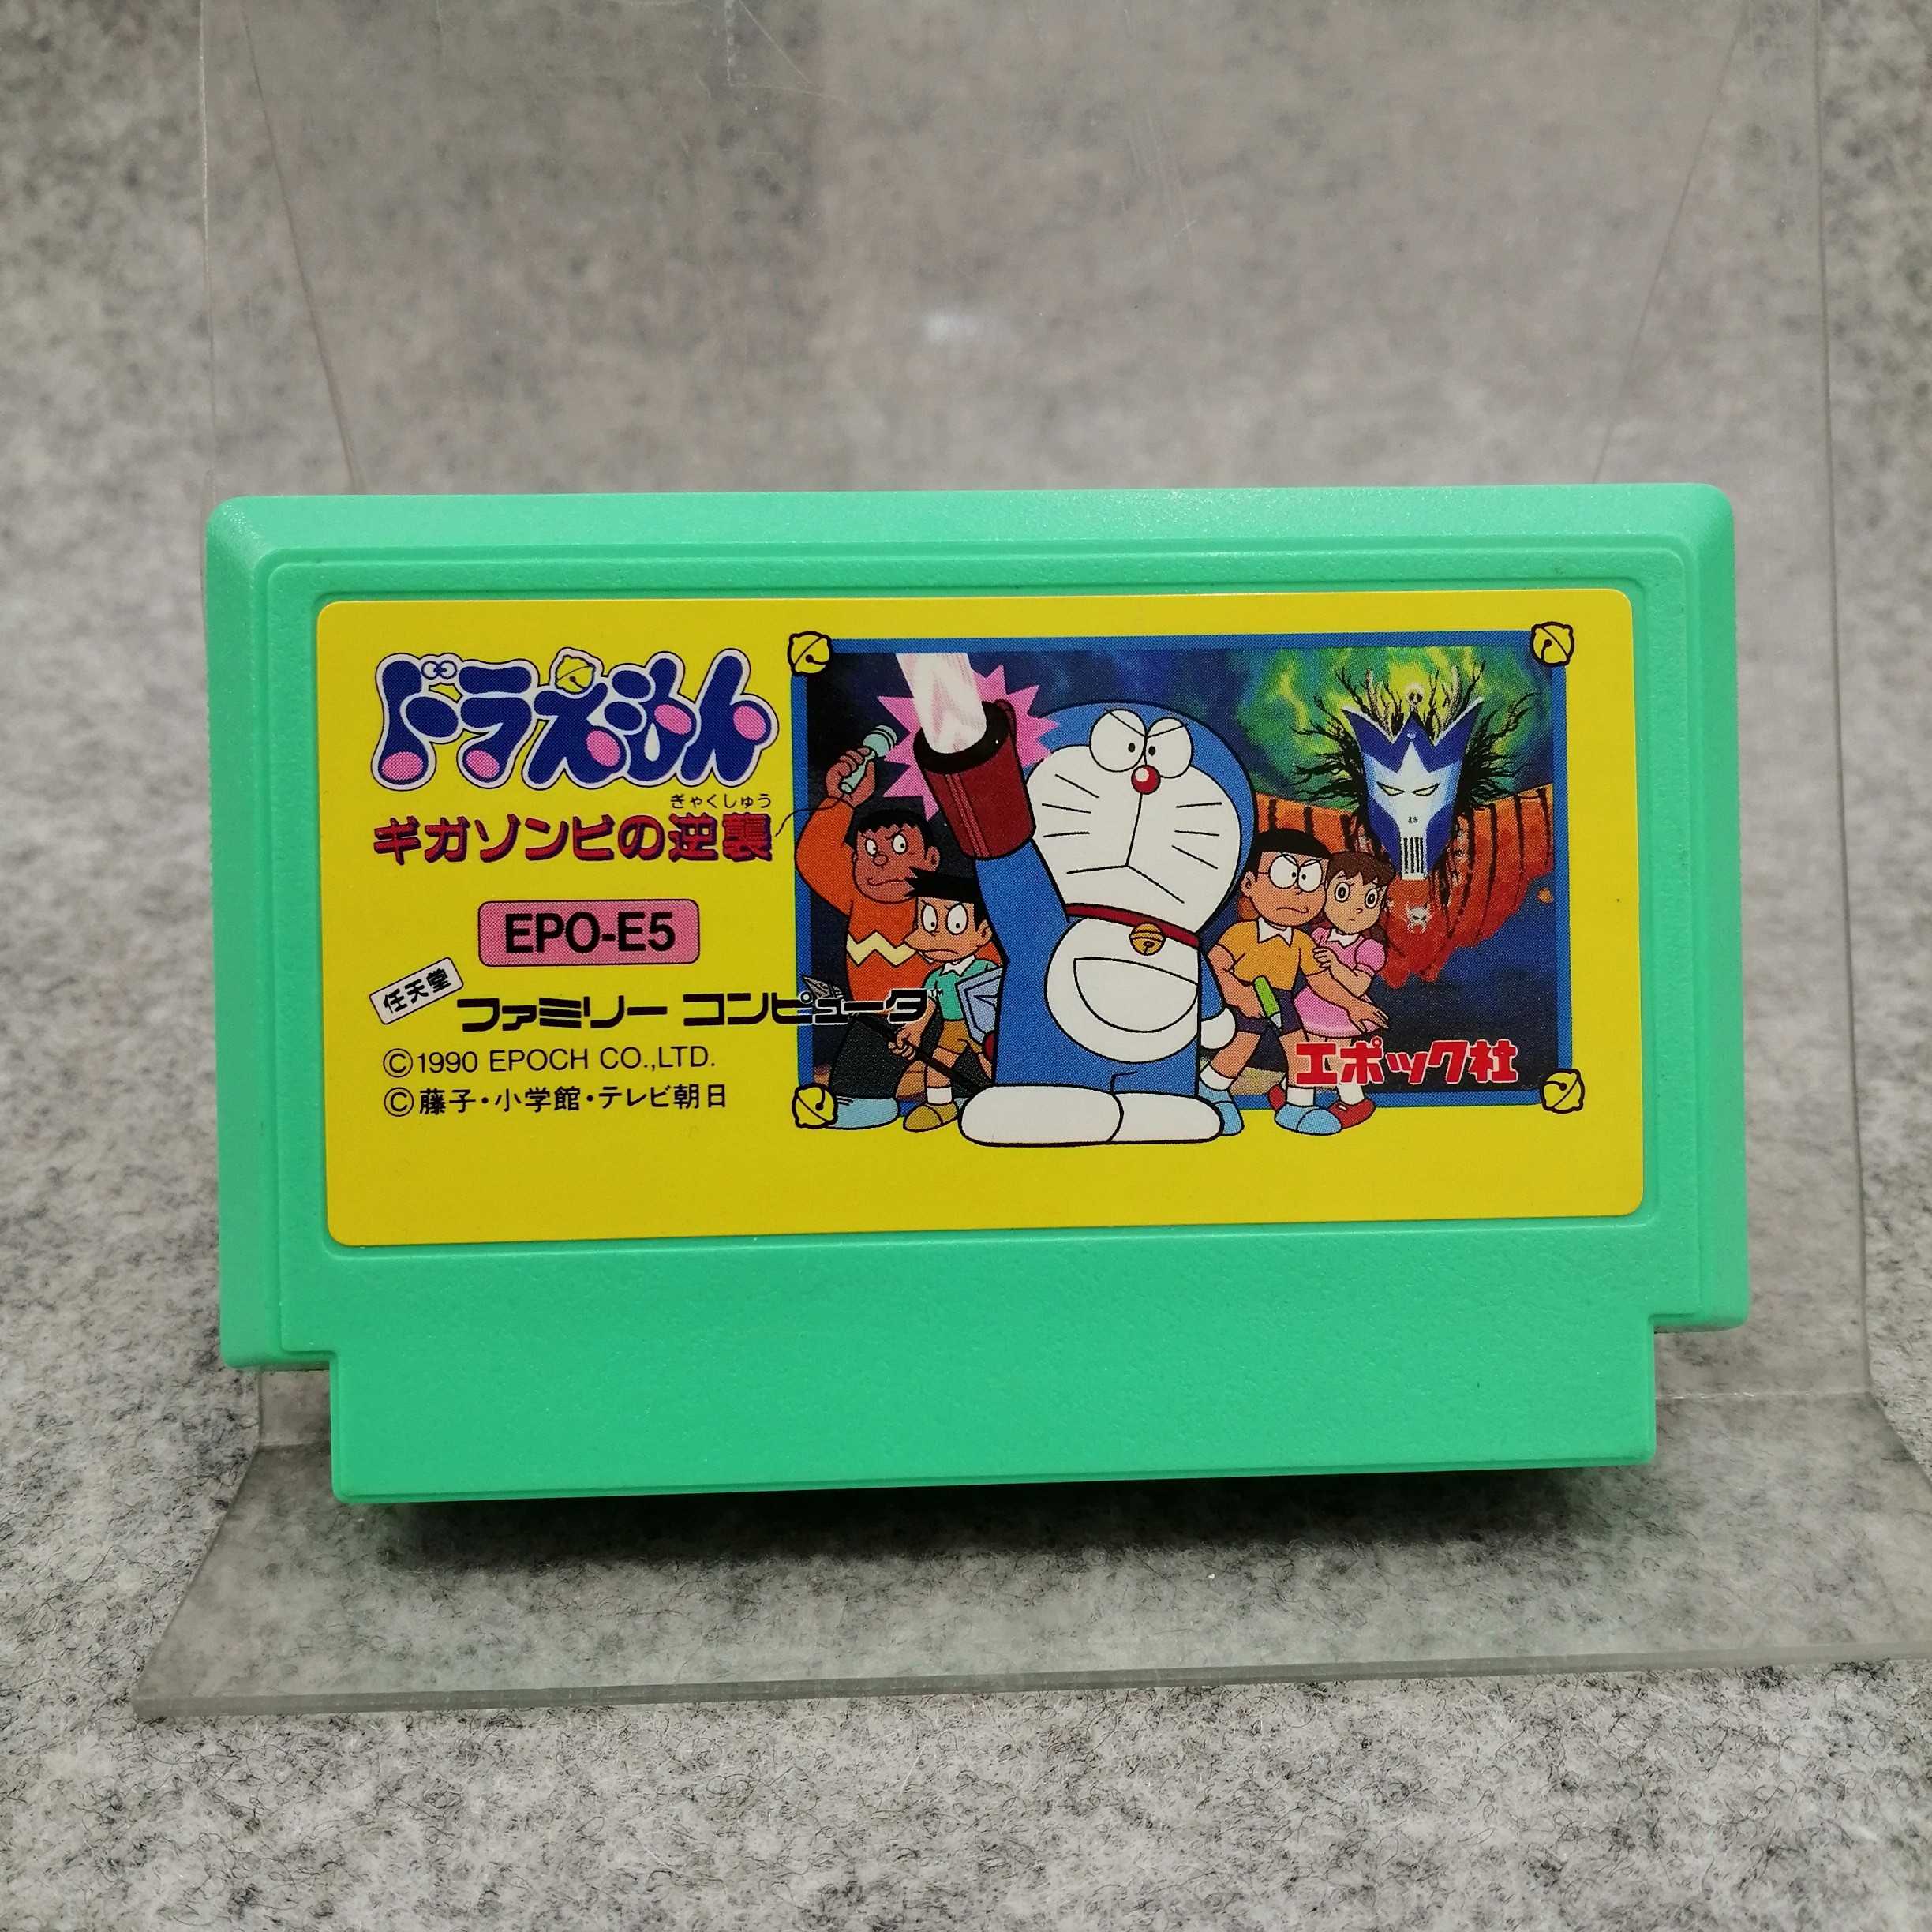 ドラえもん
ぎゃくしゅう
ギガゾンビの逆襲
EPO-E5
任天堂
ファミリー コンピュータ™
©1990 EPOCH CO.,LTD.
©藤子・小学館・テレビ朝日
エポック社